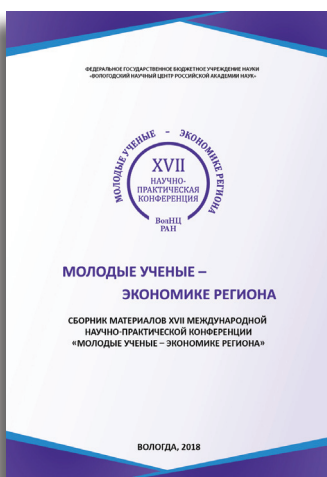 ФЕДЕРАЛЬНОЕ ГОСУДАРСТВЕННОЕ БЮДЖЕТНОЕ УЧРЕЖДЕНИЕ НАУКИ
«ВОЛОГОДСКИЙ НАУЧНЫЙ ЦЕНТР РОССИЙСКОЙ АКАДЕМИИ НАУК»
МОЛОДЫЕ УЧЕНЫЕ – ЭКОНОМИКЕ РЕГИОНА
XVII
НАУЧНО-
ПРАКТИЧЕСКАЯ
КОНФЕРЕНЦИЯ
ВолНЦ
РАН
МОЛОДЫЕ УЧЕНЫЕ –
ЭКОНОМИКЕ РЕГИОНА
СБОРНИК МАТЕРИАЛОВ XVII МЕЖДУНАРОДНОЙ
НАУЧНО-ПРАКТИЧЕСКОЙ КОНФЕРЕНЦИИ
«МОЛОДЫЕ УЧЕНЫЕ – ЭКОНОМИКЕ РЕГИОНА»
ВОЛОГДА, 2018